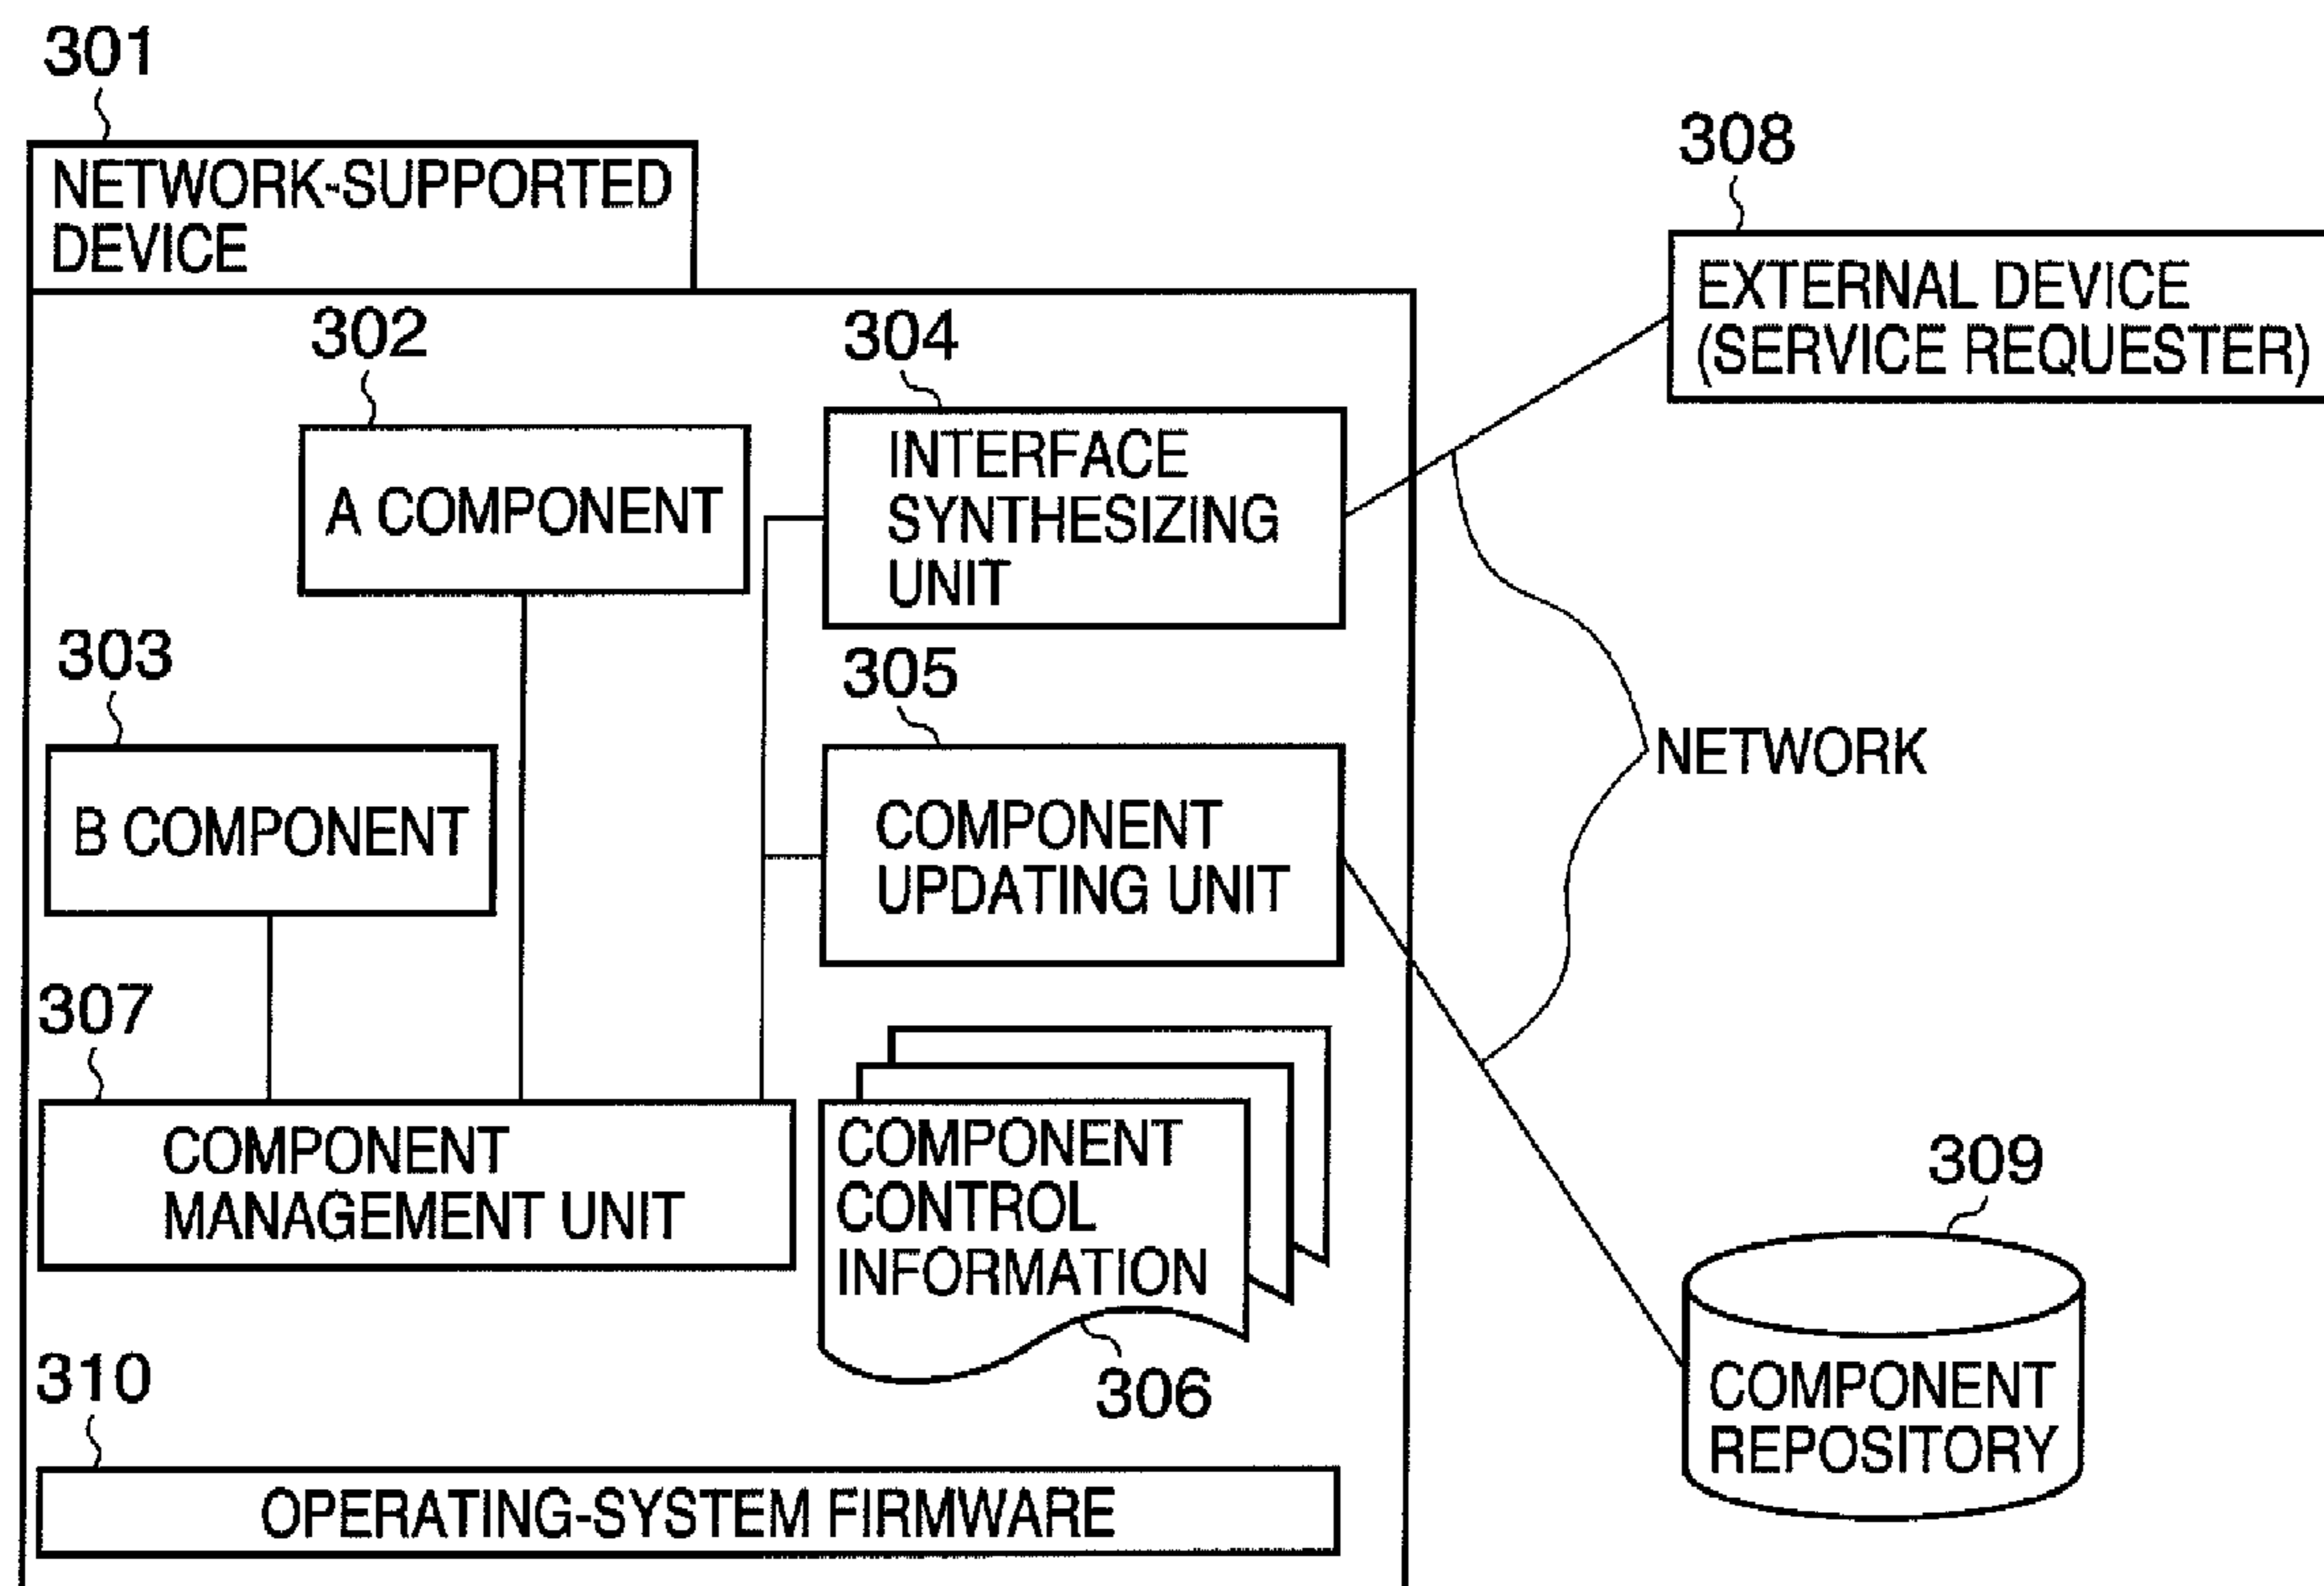 301
NETWORK-SUPPORTED
DEVICE
308
EXTERNAL DEVICE
(SERVICE REQUESTER)
302
A COMPONENT
304
INTERFACE
SYNTHESIZING
UNIT
303
B COMPONENT
305
COMPONENT
UPDATING UNIT
NETWORK
307
COMPONENT
MANAGEMENT UNIT
COMPONENT
CONTROL
INFORMATION
306
309
COMPONENT
REPOSITORY
310
OPERATING-SYSTEM FIRMWARE